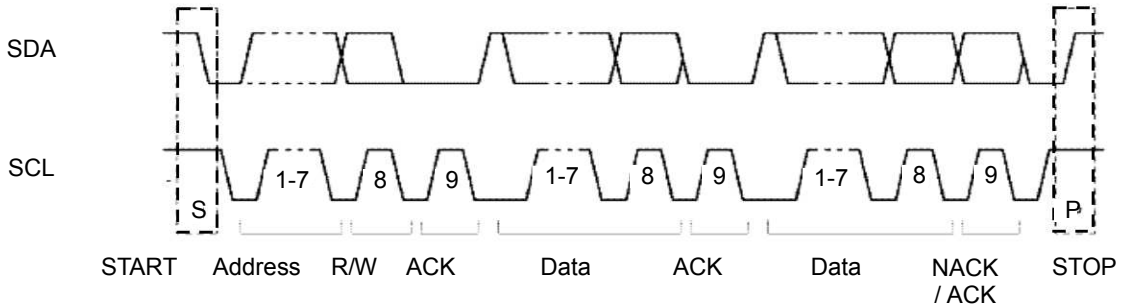 SDA
SCL
1-7 8 9 1-7 8 9 1-7 8 9
S P
START Address R/W ACK Data ACK Data NACK / ACK STOP